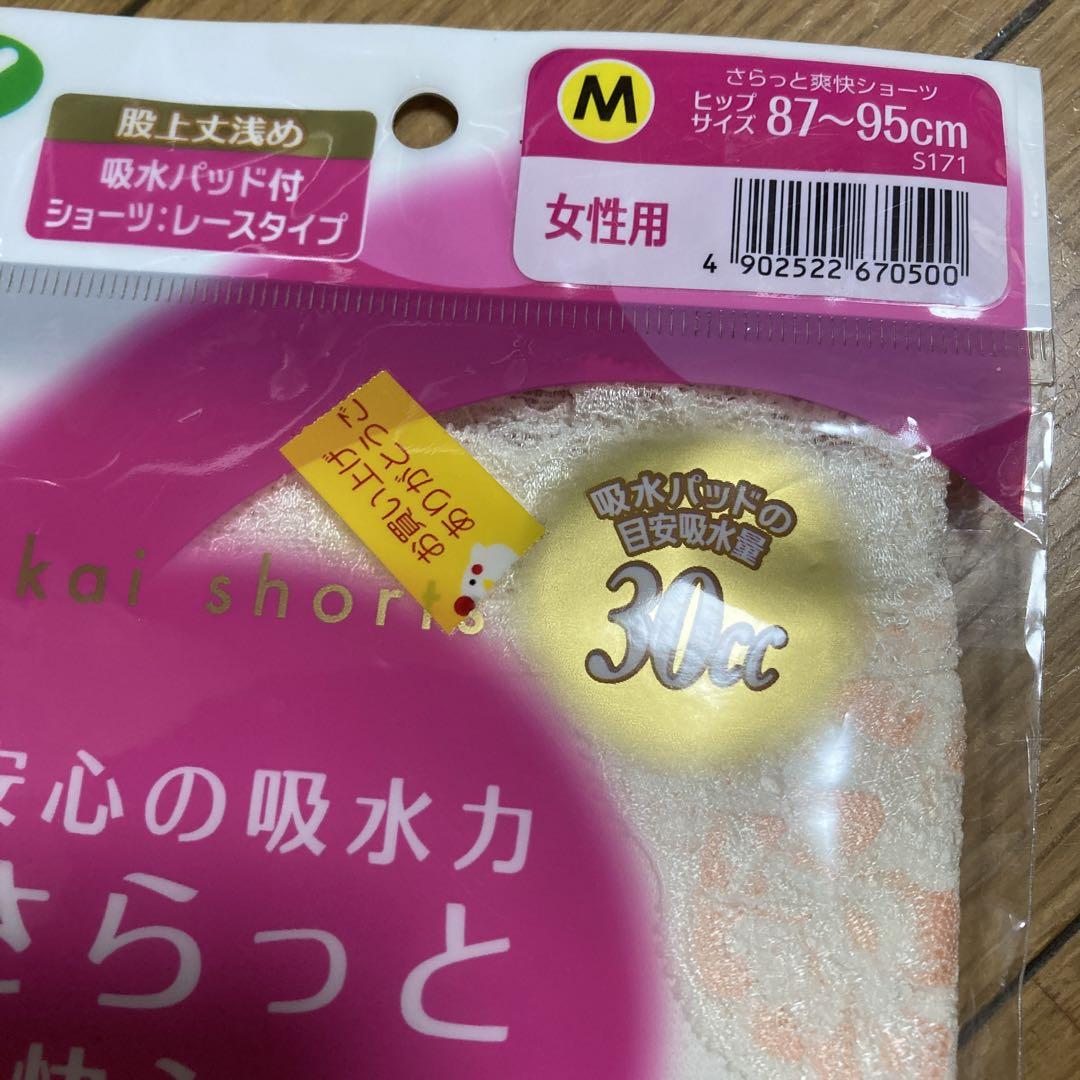 股上丈浅め
吸水パッド付
ショーツ：レースタイプ
M
さらっと爽快ショーツ
ヒップ
サイズ 87〜95cm
S171
女性用
4 902522 670500
お買い上げ
ありがとうご
吸水パッドの
目安吸水量
30cc
kai shorts
安心の吸水力
さらっと